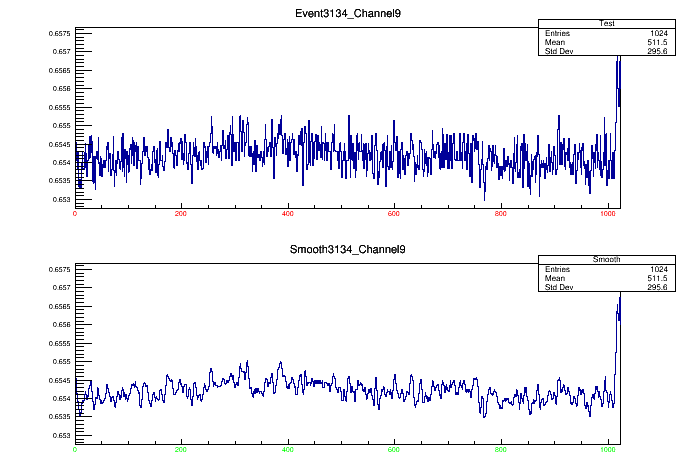 Event3134_Channel9
Test
Entries 1024
Mean 511.5
Std Dev 295.6
0.6575
0.657
0.6565
0.656
0.6555
0.655
0.6545
0.654
0.6535
0.653
0 200 400 600 800 1000
Smooth3134_Channel9
Smooth
Entries 1024
Mean 511.5
Std Dev 295.6
0.6575
0.657
0.6565
0.656
0.6555
0.655
0.6545
0.654
0.6535
0.653
0 200 400 600 800 1000